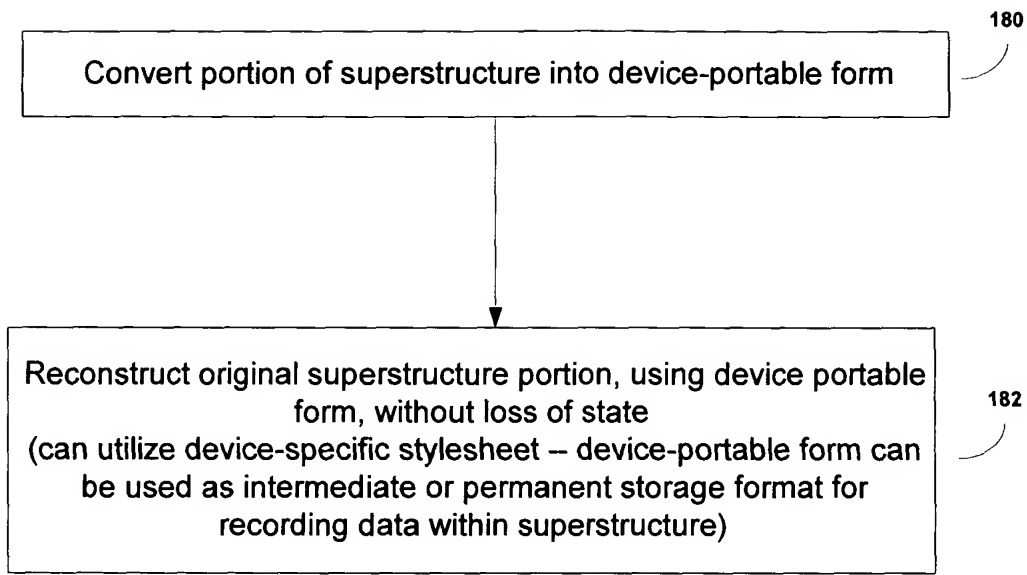 180
Convert portion of superstructure into device-portable form
Reconstruct original superstructure portion, using device portable
form, without loss of state
(can utilize device-specific stylesheet – device-portable form can
be used as intermediate or permanent storage format for
recording data within superstructure)
182